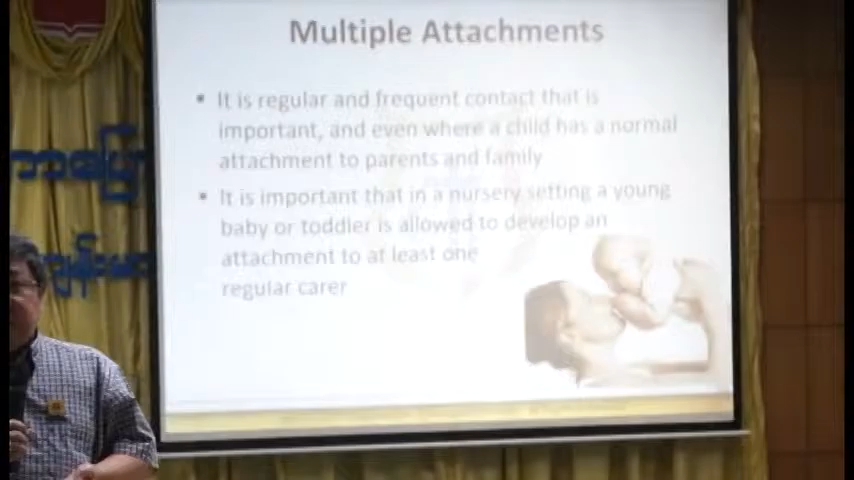 Multiple Attachments
• It is regular and frequent contact that is
important, and even where a child has a normal
attachment to parents and family
• It is important that in a nursery setting a young
baby or toddler is allowed to develop an
attachment to at least one
regular carer